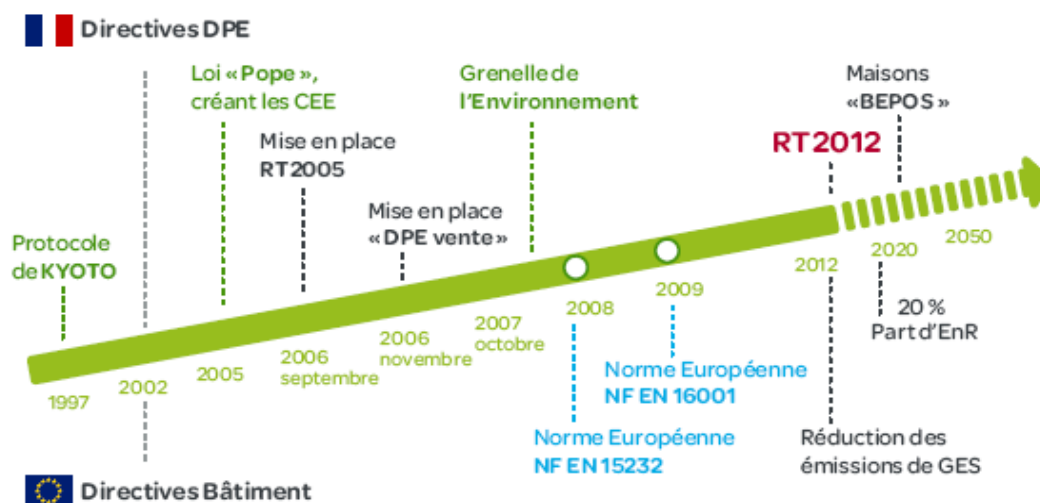 Directives DPE
Loi «Pope»,
créant les CEE
Grenelle de
l'Environnement
Maisons
«BEPOS»
Mise en place
RT2005
RT2012
Mise en place
«DPE vente»
Protocole
de KYOTO
1997
2002
2005
2006
septembre
2006
novembre
2007
octobre
2008
2009
2012
2020
2050
20 %
Part d'EnR
Norme Européenne
NF EN 16001
Norme Européenne
NF EN 15232
Réduction des
émissions de GES
Directives Bâtiment